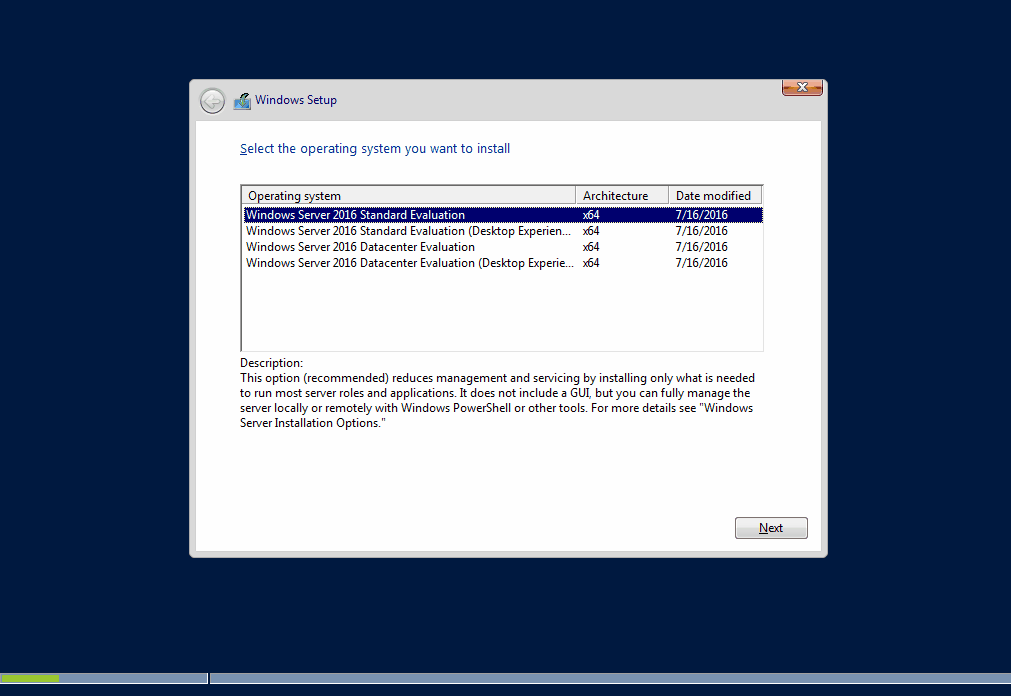 Windows Setup
Select the operating system you want to install
Operating system Architecture Date modified
Windows Server 2016 Standard Evaluation x64 7/16/2016
Windows Server 2016 Standard Evaluation (Desktop Experien... x64 7/16/2016
Windows Server 2016 Datacenter Evaluation x64 7/16/2016
Windows Server 2016 Datacenter Evaluation (Desktop Experie... x64 7/16/2016
Description:
This option (recommended) reduces management and servicing by installing only what is needed
to run most server roles and applications. It does not include a GUI, but you can fully manage the
server locally or remotely with Windows PowerShell or other tools. For more details see "Windows
Server Installation Options."
Next